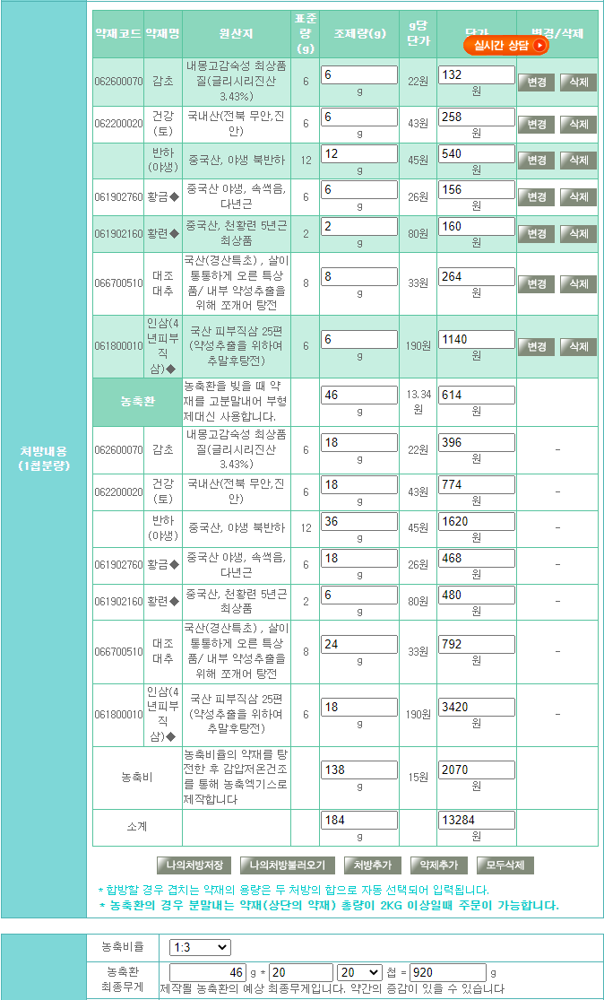 약재코드 약재명 원산지 표준량(g) 조제량(g) g당단가 단가 변경/삭제
실시간 상담
062600070 감초 내몽고감숙성 최상품질(글리시리진산 3.43%) 6 6 g 22원 132 원 변경 삭제
062200020 건강(토) 국내산(전북 무안,진안) 6 6 g 43원 258 원 변경 삭제
반하(야생) 중국산, 야생 북반하 12 12 g 45원 540 원 변경 삭제
061902760 황금◆ 중국산 야생, 속썩음, 다년근 6 6 g 26원 156 원 변경 삭제
061902160 황련◆ 중국산, 천황련 5년근 최상품 2 2 g 80원 160 원 변경 삭제
066700510 대조 대추 국산(경산특초) , 살이 통통하게 오른 특상품/ 내부 약성추출을 위해 쪼개어 탕전 8 8 g 33원 264 원 변경 삭제
061800010 인삼(4년피부직삼)◆ 국산 피부직삼 25편(약성추출을 위하여 추말후탕전) 6 6 g 190원 1140 원 변경 삭제
농축환 농축환을 빚을 때 약재를 고분말내어 부형제대신 사용합니다. 46 g 13.34원 614 원
처방내용
(1첩분량)
062600070 감초 내몽고감숙성 최상품질(글리시리진산 3.43%) 6 18 g 22원 396 원 -
062200020 건강(토) 국내산(전북 무안,진안) 6 18 g 43원 774 원 -
반하(야생) 중국산, 야생 북반하 12 36 g 45원 1620 원 -
061902760 황금◆ 중국산 야생, 속썩음, 다년근 6 18 g 26원 468 원 -
061902160 황련◆ 중국산, 천황련 5년근 최상품 2 6 g 80원 480 원 -
066700510 대조 대추 국산(경산특초) , 살이 통통하게 오른 특상품/ 내부 약성추출을 위해 쪼개어 탕전 8 24 g 33원 792 원 -
061800010 인삼(4년피부직삼)◆ 국산 피부직삼 25편(약성추출을 위하여 추말후탕전) 6 18 g 190원 3420 원 -
농축비 농축비율의 약재를 탕전한 후 감압저온건조를 통해 농축엑기스로 제작합니다 138 g 15원 2070 원
소계 184 g 13284 원
나의처방저장 나의처방불러오기 처방추가 약제추가 모두삭제
* 합방할 경우 겹치는 약재의 용량은 두 처방의 합으로 자동 선택되어 입력됩니다.
* 농축환의 경우 분말내는 약재(상단의 약재) 총량이 2KG 이상일때 주문이 가능합니다.
농축비율 1:3
농축환 최종무게 46 g * 20 20 첩 = 920 g
제작될 농축환의 예상 최종무게입니다. 약간의 증감이 있을 수 있습니다